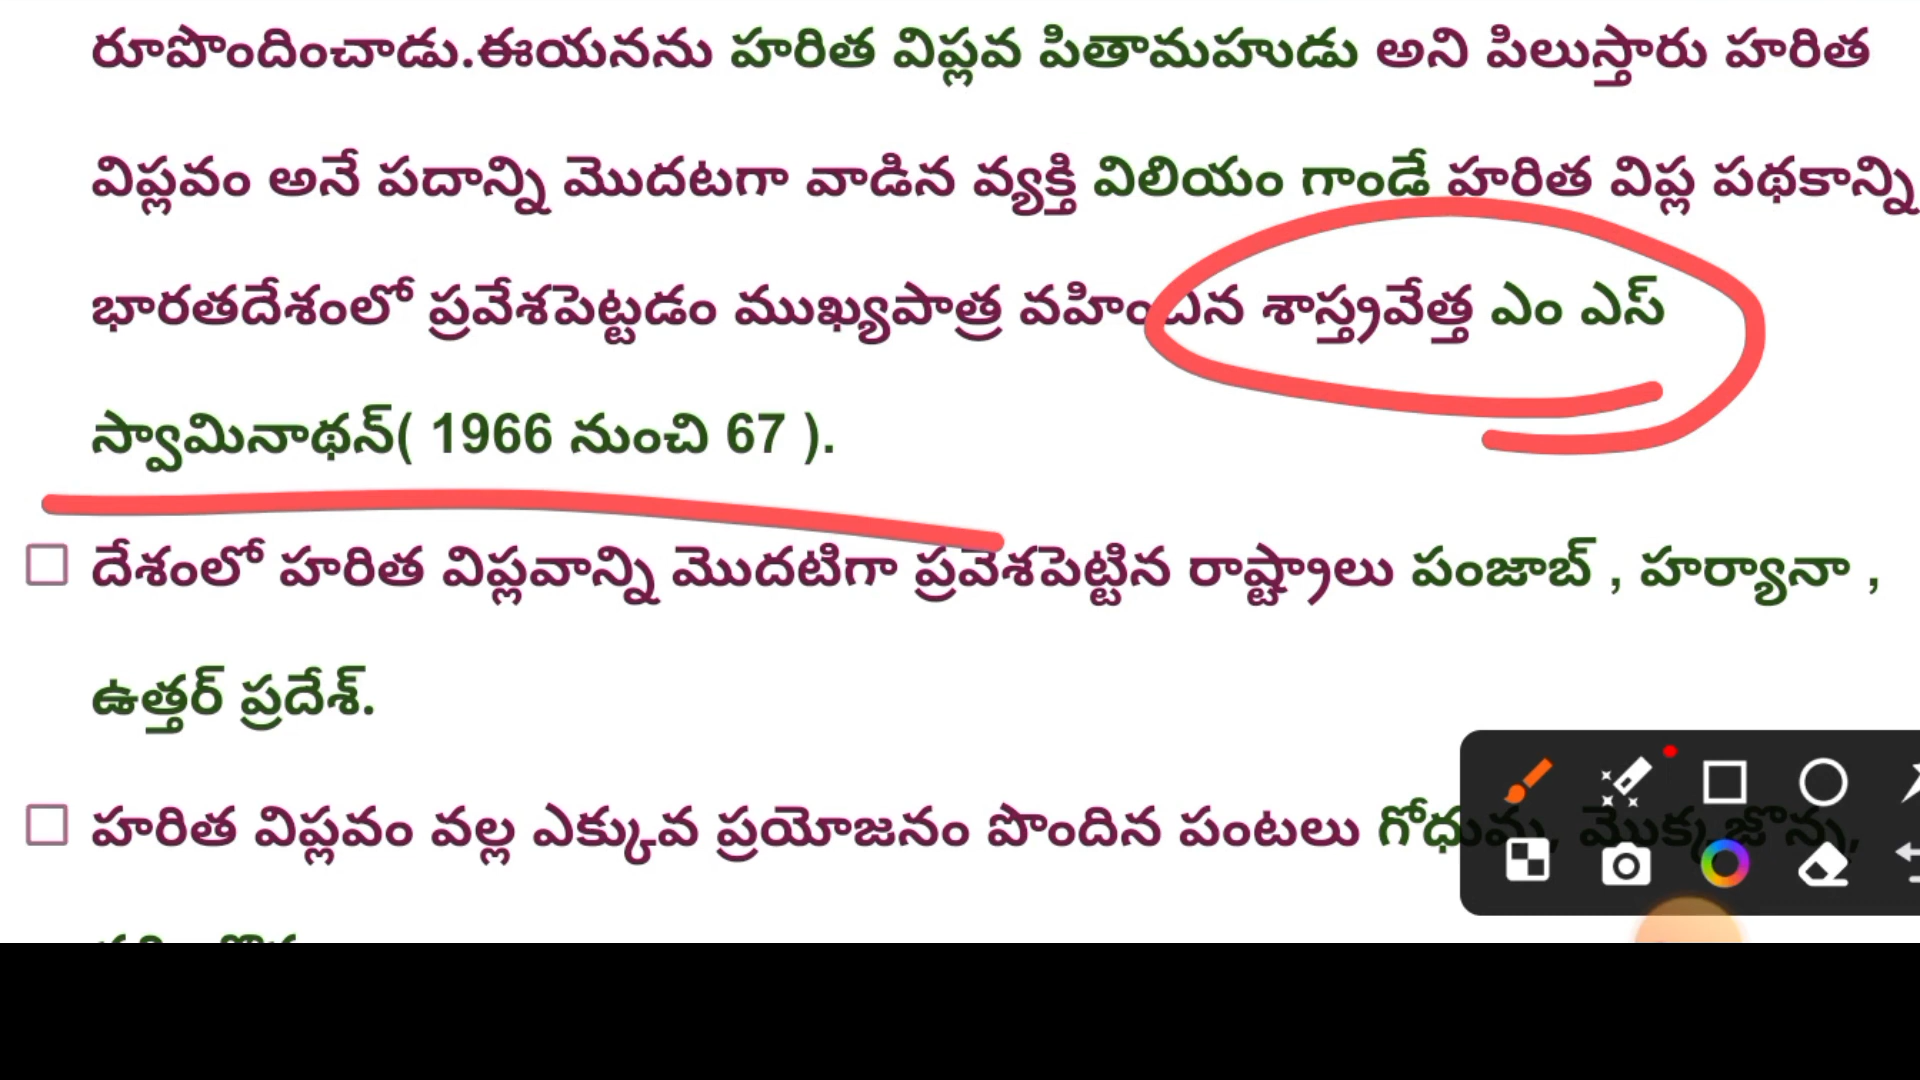 రూపొందించాడు.ఈయనను హరిత విప్లవ పితామహుడు అని పిలుస్తారు హరిత
విప్లవం అనే పదాన్ని మొదటగా వాడిన వ్యక్తి విలియం గాండే హరిత విప్ల పథకాన్ని
భారతదేశంలో ప్రవేశపెట్టడం ముఖ్యపాత్ర వహించిన శాస్త్రవేత్త ఎం ఎస్
స్వామినాథన్( 1966 నుంచి 67 ).
దేశంలో హరిత విప్లవాన్ని మొదటిగా ప్రవేశపెట్టిన రాష్ట్రాలు పంజాబ్ , హర్యానా ,
ఉత్తర్ ప్రదేశ్.
హరిత విప్లవం వల్ల ఎక్కువ ప్రయోజనం పొందిన పంటలు గోధుమ, మొక్కజొన్న,